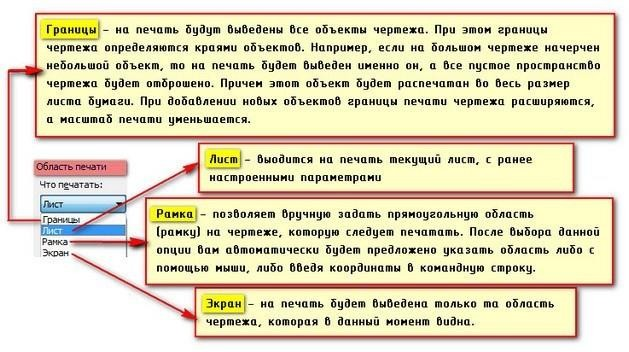 Границы – на печать будут выведены все объекты чертежа. При этом границы
чертежа определяются краями объектов. Например, если на большом чертеже начерчен
небольшой объект, то на печать будет выведен именно он, а все пустое пространство
чертежа будет отброшено. Причем этот объект будет распечатан во весь размер
листа бумаги. При добавлении новых объектов границы печати чертежа расширяются,
а масштаб печати уменьшается.
Область печати
Что печатать:
Лист
Границы
Лист
Рамка
Экран
Лист – выодится на печать текущий лист, с ранее
настроенными параметрами
Рамка – позволяет вручную задать прямоугольную область
(рамку) на чертеже, которую следует печатать. После выбора данной
опции вам автоматически будет предложено указать область либо с
помощью мыши, либо введя координаты в командную строку.
Экран – на печать будет выведена только та область
чертежа, которая в данный момент видна.